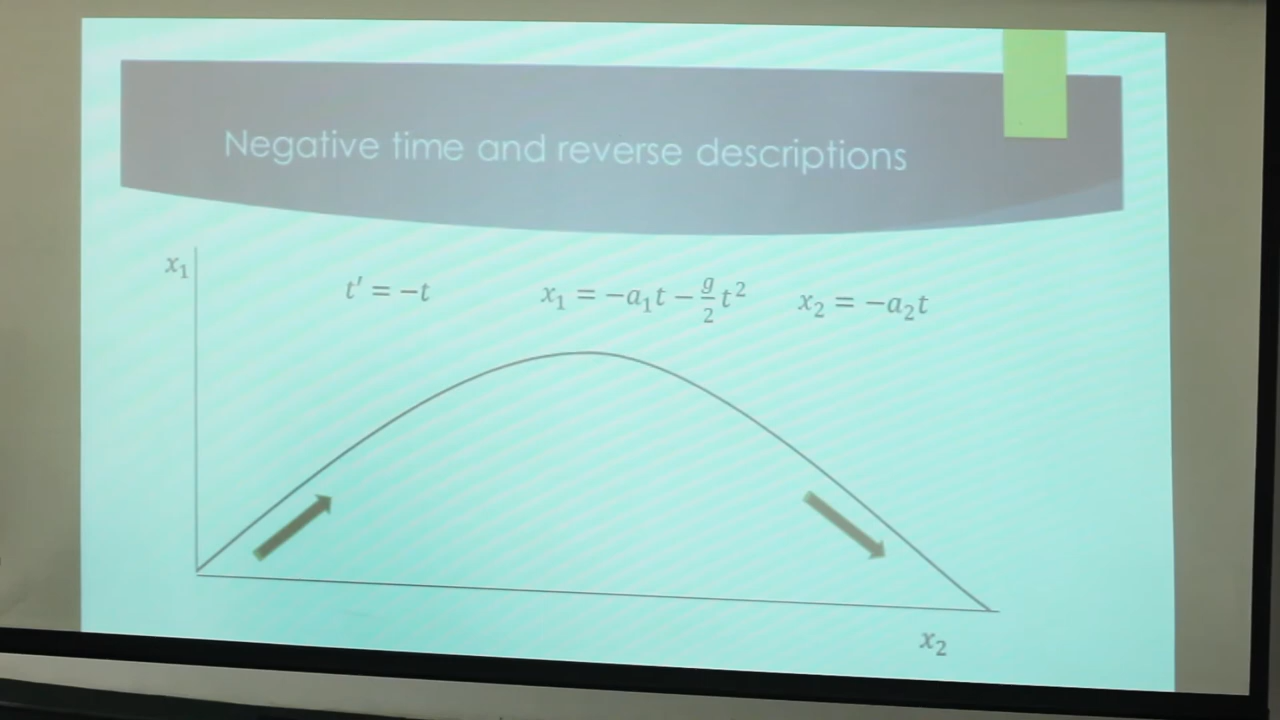 Negative time and reverse descriptions
x₁
t′ = −t x₁ = −a₁t − g/2 t² x₂ = −a₂t
x₂